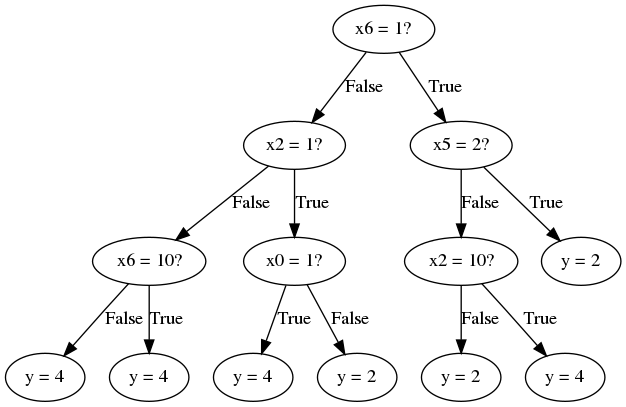 x6 = 1?
False
True
x2 = 1?
x5 = 2?
False
True
False
True
x6 = 10?
x0 = 1?
x2 = 10?
y = 2
False
True
True
False
False
True
y = 4
y = 4
y = 4
y = 2
y = 2
y = 4